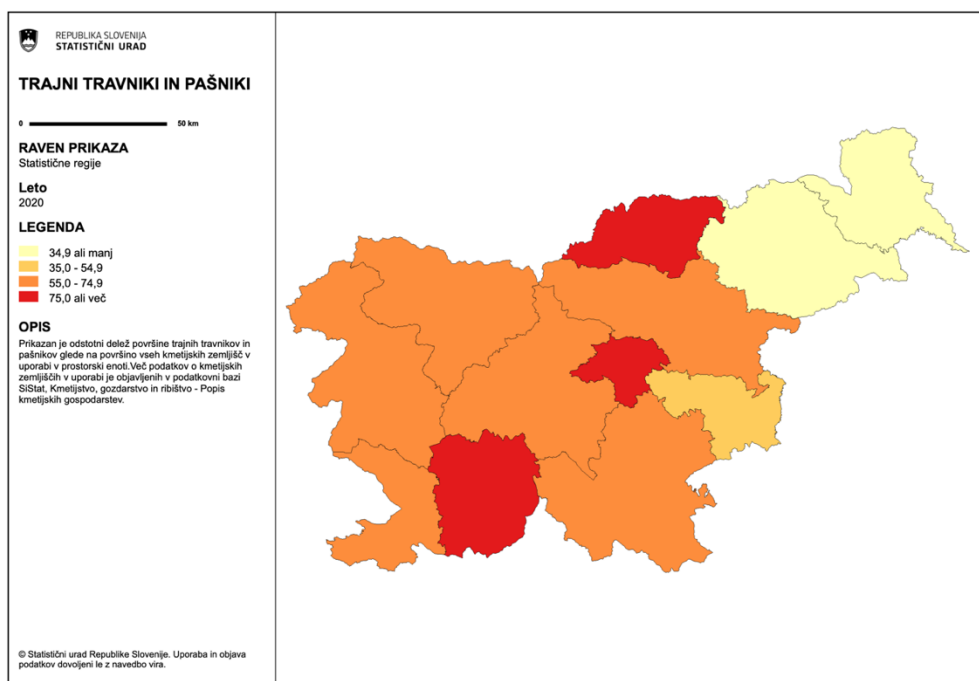 REPUBLIKA SLOVENIJA
STATISTIČNI URAD
TRAJNI TRAVNIKI IN PAŠNIKI
0 50 km
RAVEN PRIKAZA
Statistične regije
Leto
2020
LEGENDA
34,9 ali manj
35,0 - 54,9
55,0 - 74,9
75,0 ali več
OPIS
Prikazan je odstotni delež površine trajnih travnikov in
pašnikov glede na površino vseh kmetijskih zemljišč v
uporabi v prostorski enoti.Več podatkov o kmetijskih
zemljiščih v uporabi je objavljenih v podatkovni bazi
SiStat, Kmetijstvo, gozdarstvo in ribištvo - Popis
kmetijskih gospodarstev.
© Statistični urad Republike Slovenije. Uporaba in objava
podatkov dovoljeni le z navedbo vira.